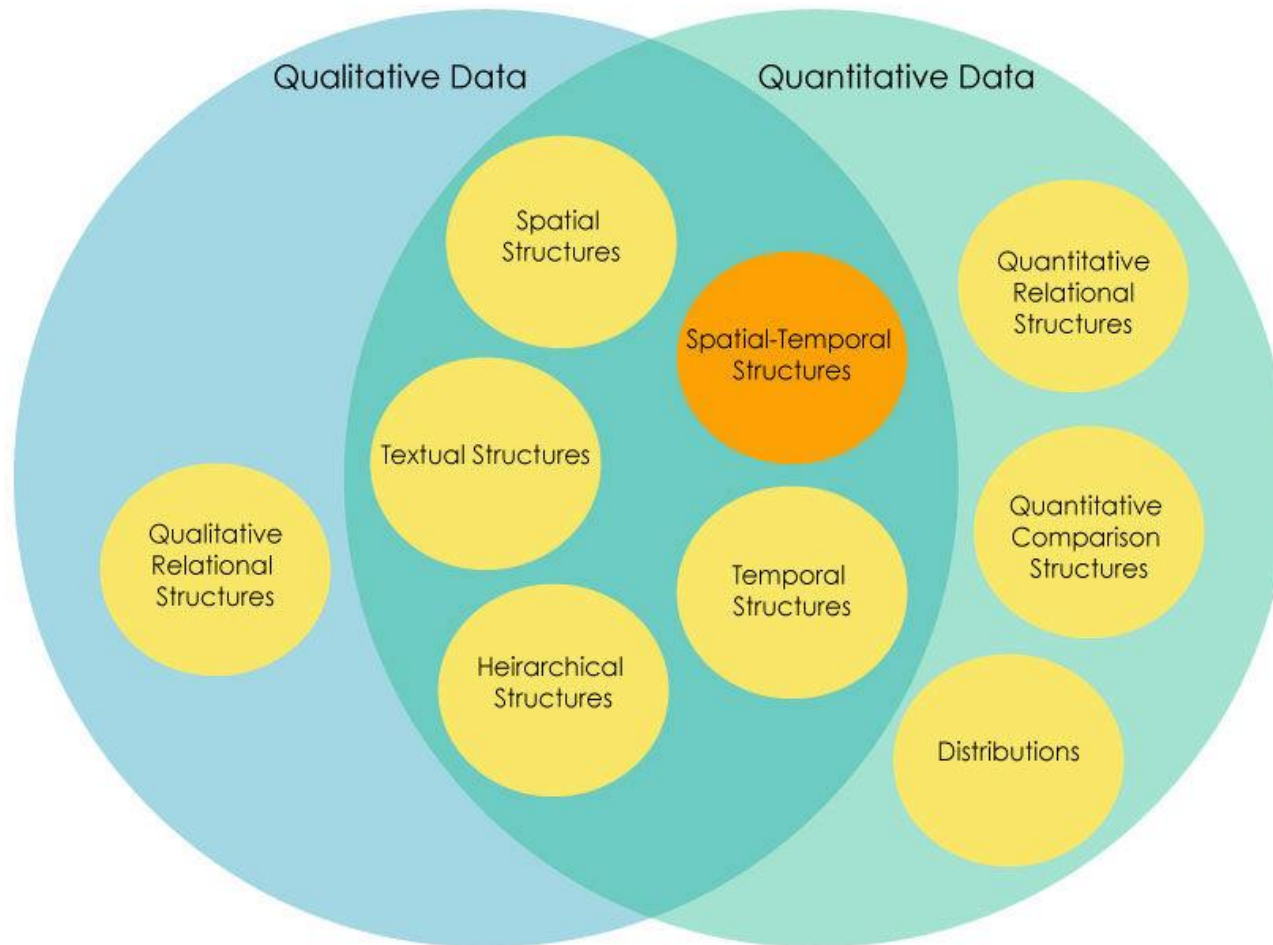 Qualitative Data
Quantitative Data
Spatial
Structures
Spatial-Temporal
Structures
Quantitative
Relational
Structures
Textual Structures
Qualitative
Relational
Structures
Temporal
Structures
Quantitative
Comparison
Structures
Heirarchical
Structures
Distributions